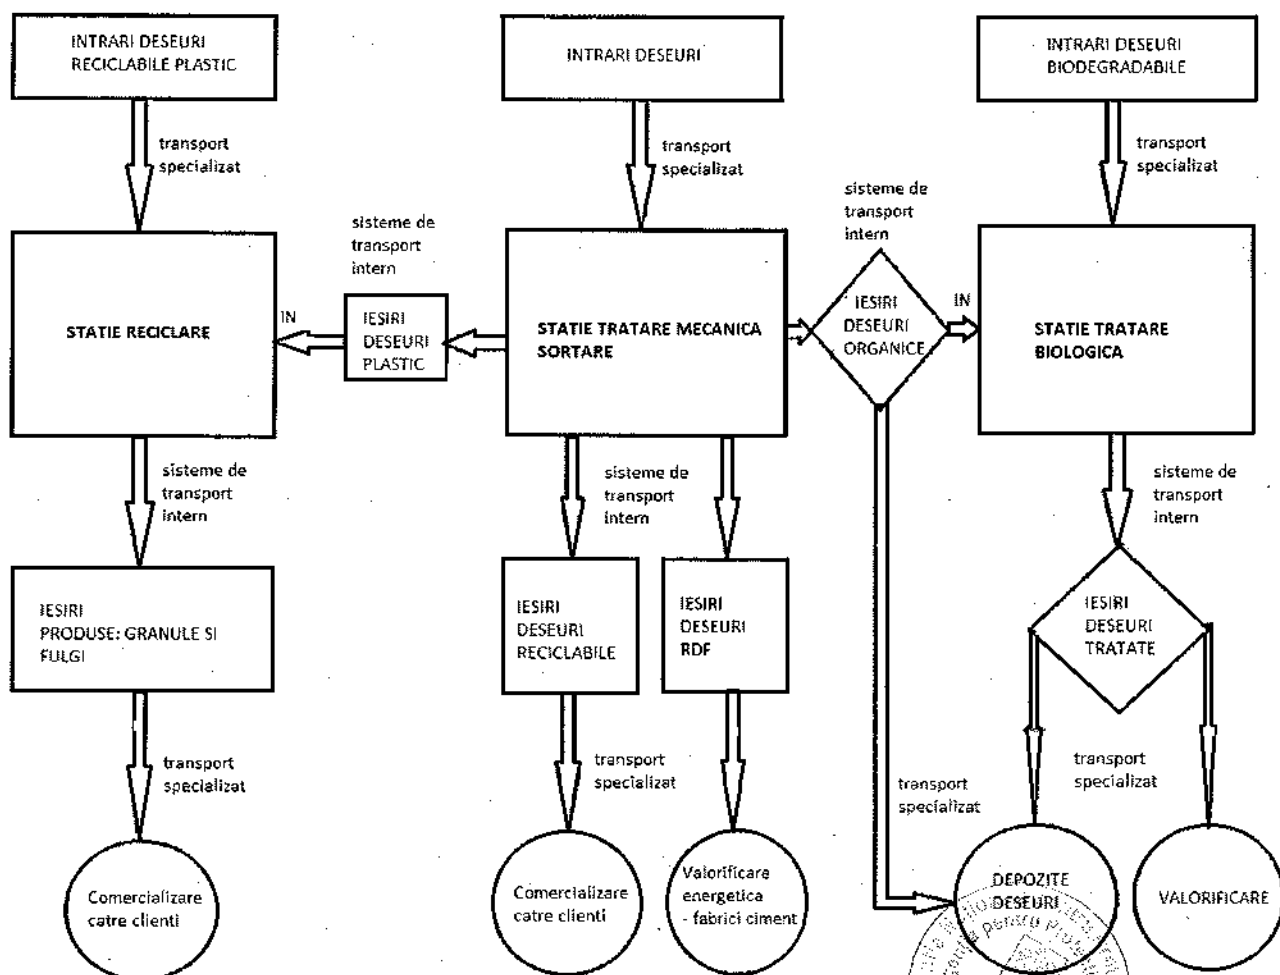 INTRARI DESEURI
RECICLABILE PLASTIC
INTRARI DESEURI
INTRARI DESEURI
BIODEGRADABILE
transport
specializat
transport
specializat
transport
specializat
sisteme de
transport
intern
sisteme de
transport
intern
STATIE RECICLARE
IN
IESIRI
DESEURI
PLASTIC
STATIE TRATARE MECANICA
SORTARE
IESIRI
DESEURI
ORGANICE
IN
STATIE TRATARE
BIOLOGICA
sisteme de
transport
intern
sisteme de
transport
intern
sisteme de
transport
intern
IESIRI
PRODUSE: GRANULE SI
FULGI
IESIRI
DESEURI
RECICLABILE
IESIRI
DESEURI
RDF
IESIRI
DESEURI
TRATATE
transport
specializat
transport
specializat
transport
specializat
transport
specializat
Comercializare
catre clienti
Comercializare
catre clienti
Valorificare
energetica
- fabrici ciment
DEPOZITE
DESEURI
VALORIFICARE
pentru